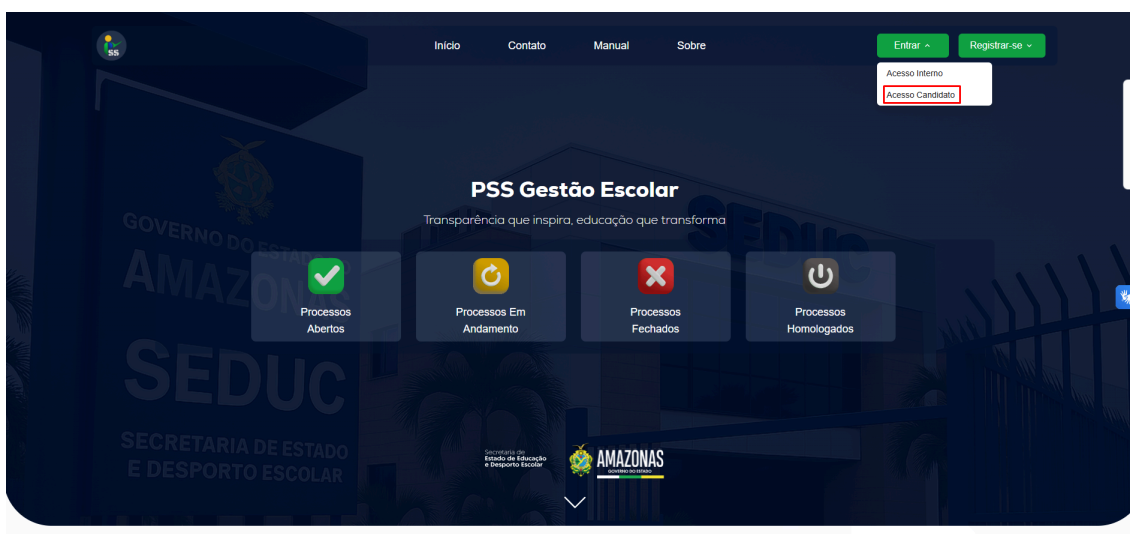 PSS
Início
Contato
Manual
Sobre
Entrar
Registrar-se
Acesso Interno
Acesso Candidato
PSS Gestão Escolar
Transparência que inspira, educação que transforma
GOVERNO DO ESTADO
AMAZONAS
SEDUC
SECRETARIA DE ESTADO
E DESPORTO ESCOLAR
SEDUC
Processos
Abertos
Processos Em
Andamento
Processos
Fechados
Processos
Homologados
Secretaria de
Estado de Educação
e Desporto Escolar
AMAZONAS
GOVERNO DO ESTADO